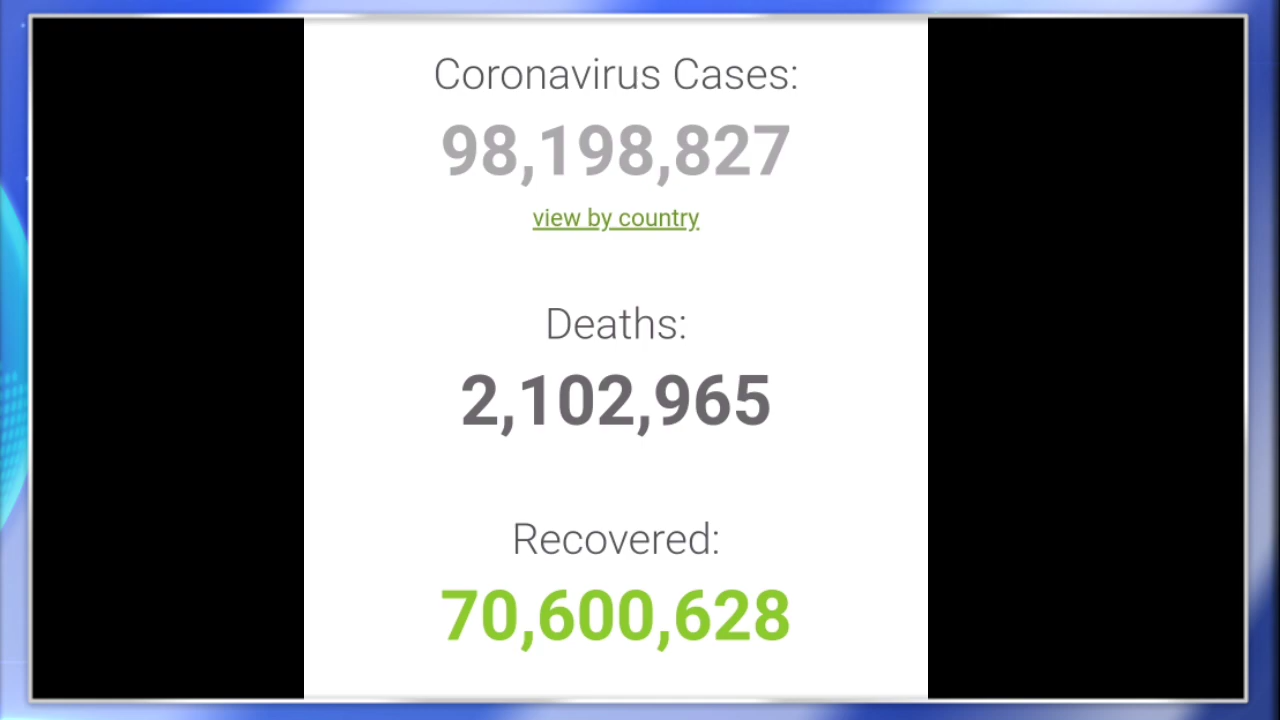 Coronavirus Cases:
98,198,827
view by country
Deaths:
2,102,965
Recovered:
70,600,628